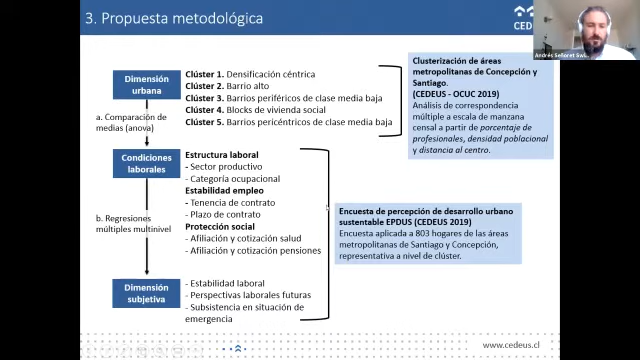 3. Propuesta metodológica
CEDEUS
Andrés Señoret Swi...
Dimensión
urbana
Clúster 1. Densificación céntrica
Clúster 2. Barrio alto
Clúster 3. Barrios periféricos de clase media baja
Clúster 4. Blocks de vivienda social
Clúster 5. Barrios pericéntricos de clase media baja
Clusterización de áreas
metropolitanas de Concepción y
Santiago.
(CEDEUS - OCUC 2019)
Análisis de correspondencia
múltiple a escala de manzana
censal a partir de porcentaje de
profesionales, densidad poblacional y
distancia al centro.
a. Comparación de
medias (anova)
Condiciones
laborales
Estructura laboral
- Sector productivo
- Categoría ocupacional
Estabilidad empleo
- Tenencia de contrato
- Plazo de contrato
Protección social
- Afiliación y cotización salud
- Afiliación y cotización pensiones
b. Regresiones
múltiples multinivel
Encuesta de percepción de desarrollo urbano
sustentable EPDUS (CEDEUS 2019)
Encuesta aplicada a 803 hogares de las áreas
metropolitanas de Santiago y Concepción,
representativa a nivel de clúster.
Dimensión
subjetiva
- Estabilidad laboral
- Perspectivas laborales futuras
- Subsistencia en situación de
emergencia
www.cedeus.cl